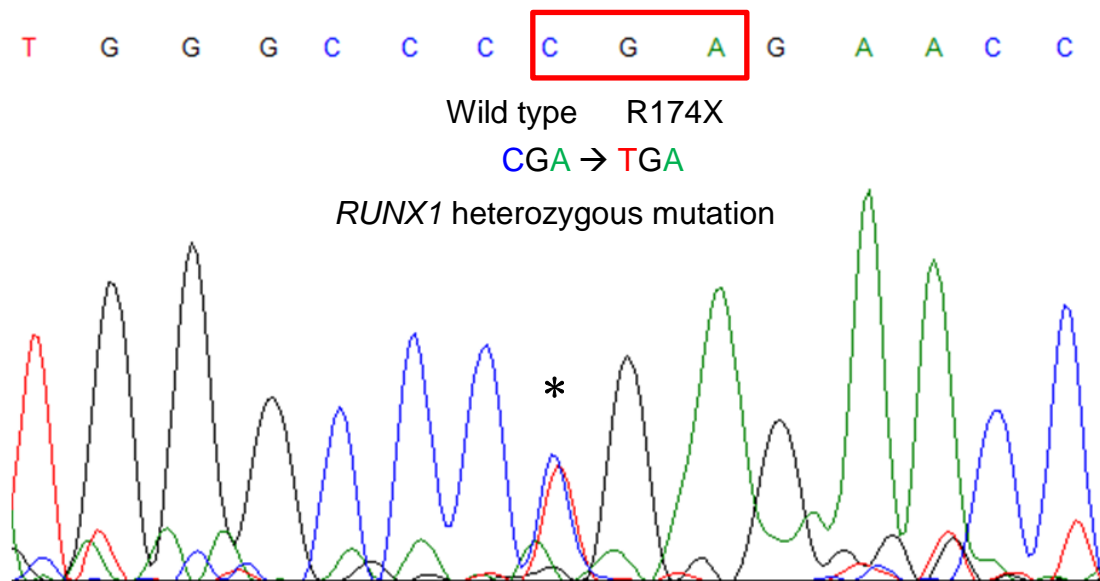 T G G G C C C C G A G A A C C
Wild type R174X
CGA → TGA
RUNX1 heterozygous mutation
*